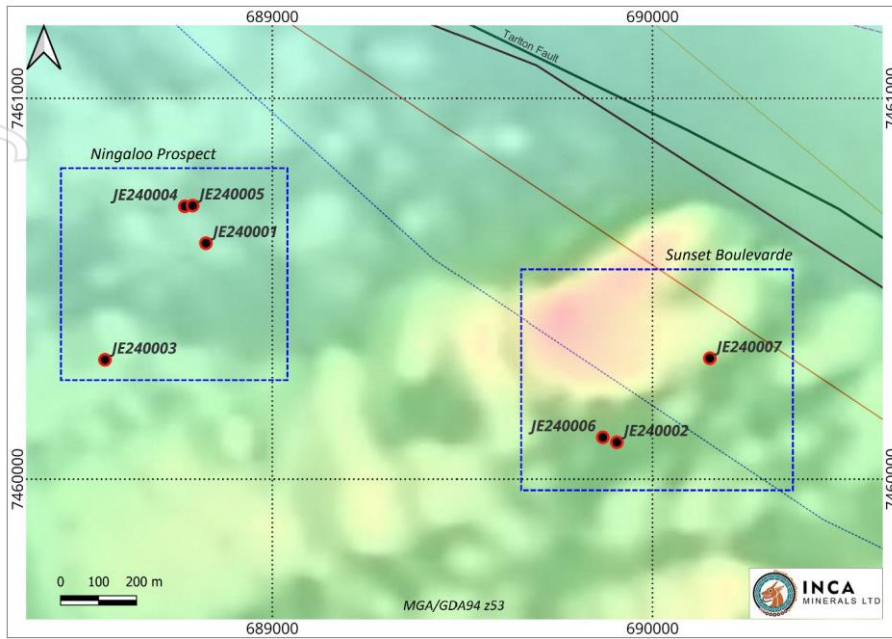 689000
690000
Tarlton Fault
7461000
7461000
Ningaloo Prospect
JE240004
JE240005
JE240001
JE240003
Sunset Boulevarde
JE240007
JE240006
JE240002
7460000
7460000
0 100 200 m
MGA/GDA94 z53
INCA
MINERALS LTD
689000
690000